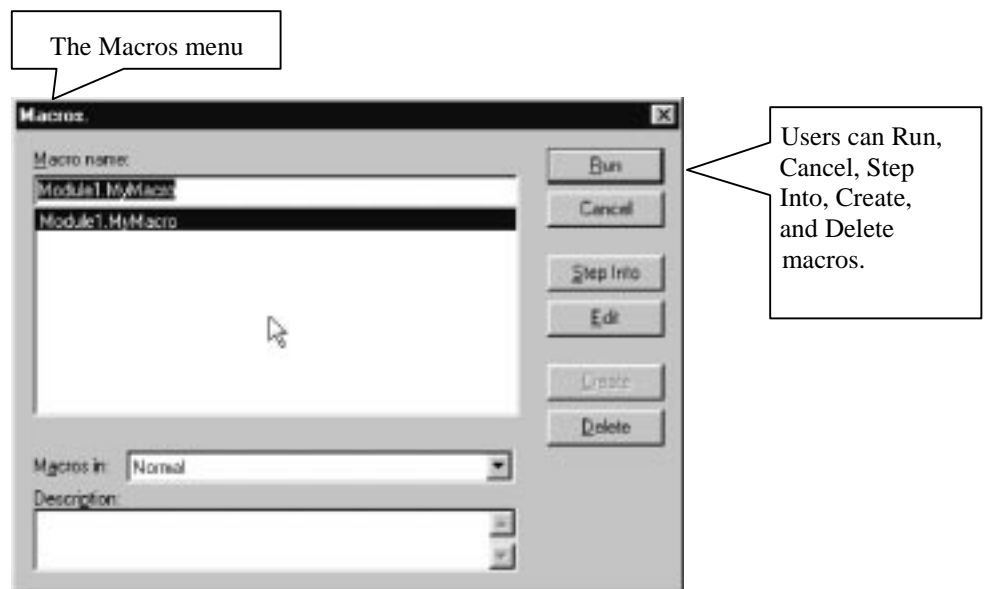 The Macros menu
Macros.
Macro name:
Module1.MyMacro
Module1.MyMacro
Run
Cancel
Step Into
Edit
Create
Delete
Macros in: Normal
Description:
Users can Run,
Cancel, Step
Into, Create,
and Delete
macros.